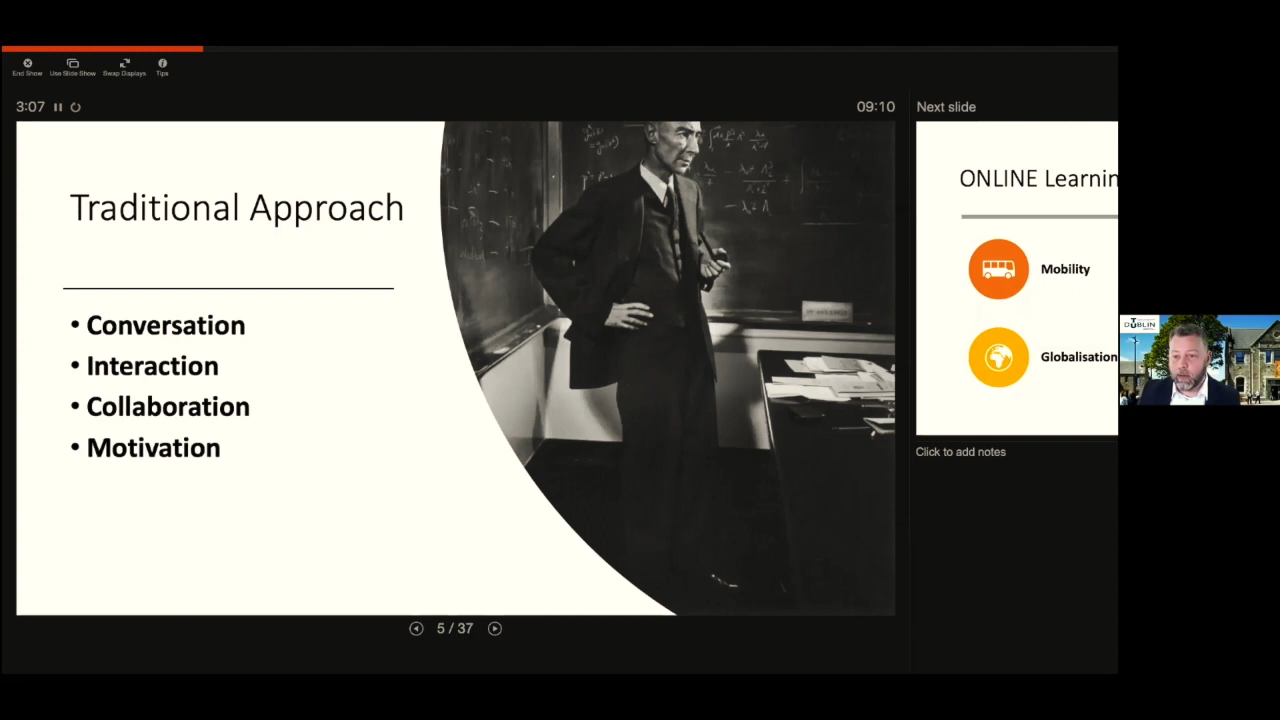 End Show
Use Slide Show
Swap Displays
Tips
3:07
09:10
Next slide
Traditional Approach
• Conversation
• Interaction
• Collaboration
• Motivation
ONLINE Learnin
Mobility
Globalisation
Click to add notes
5 / 37
DUBLIN